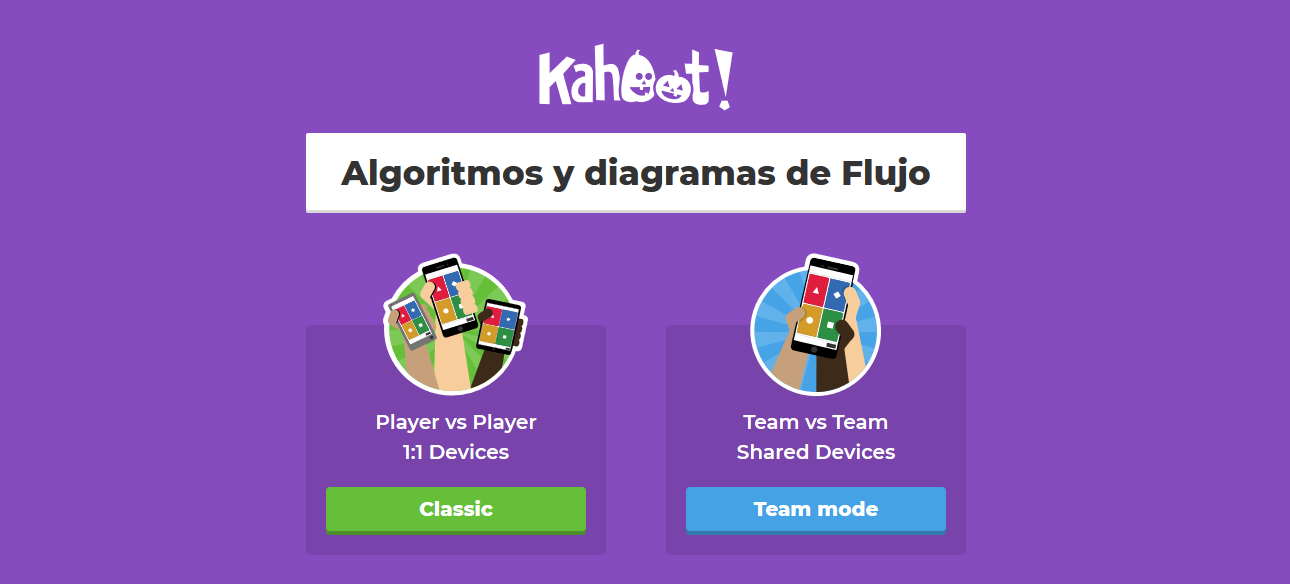 Kahoot!
Algoritmos y diagramas de Flujo
Player vs Player
1:1 Devices
Classic
Team vs Team
Shared Devices
Team mode